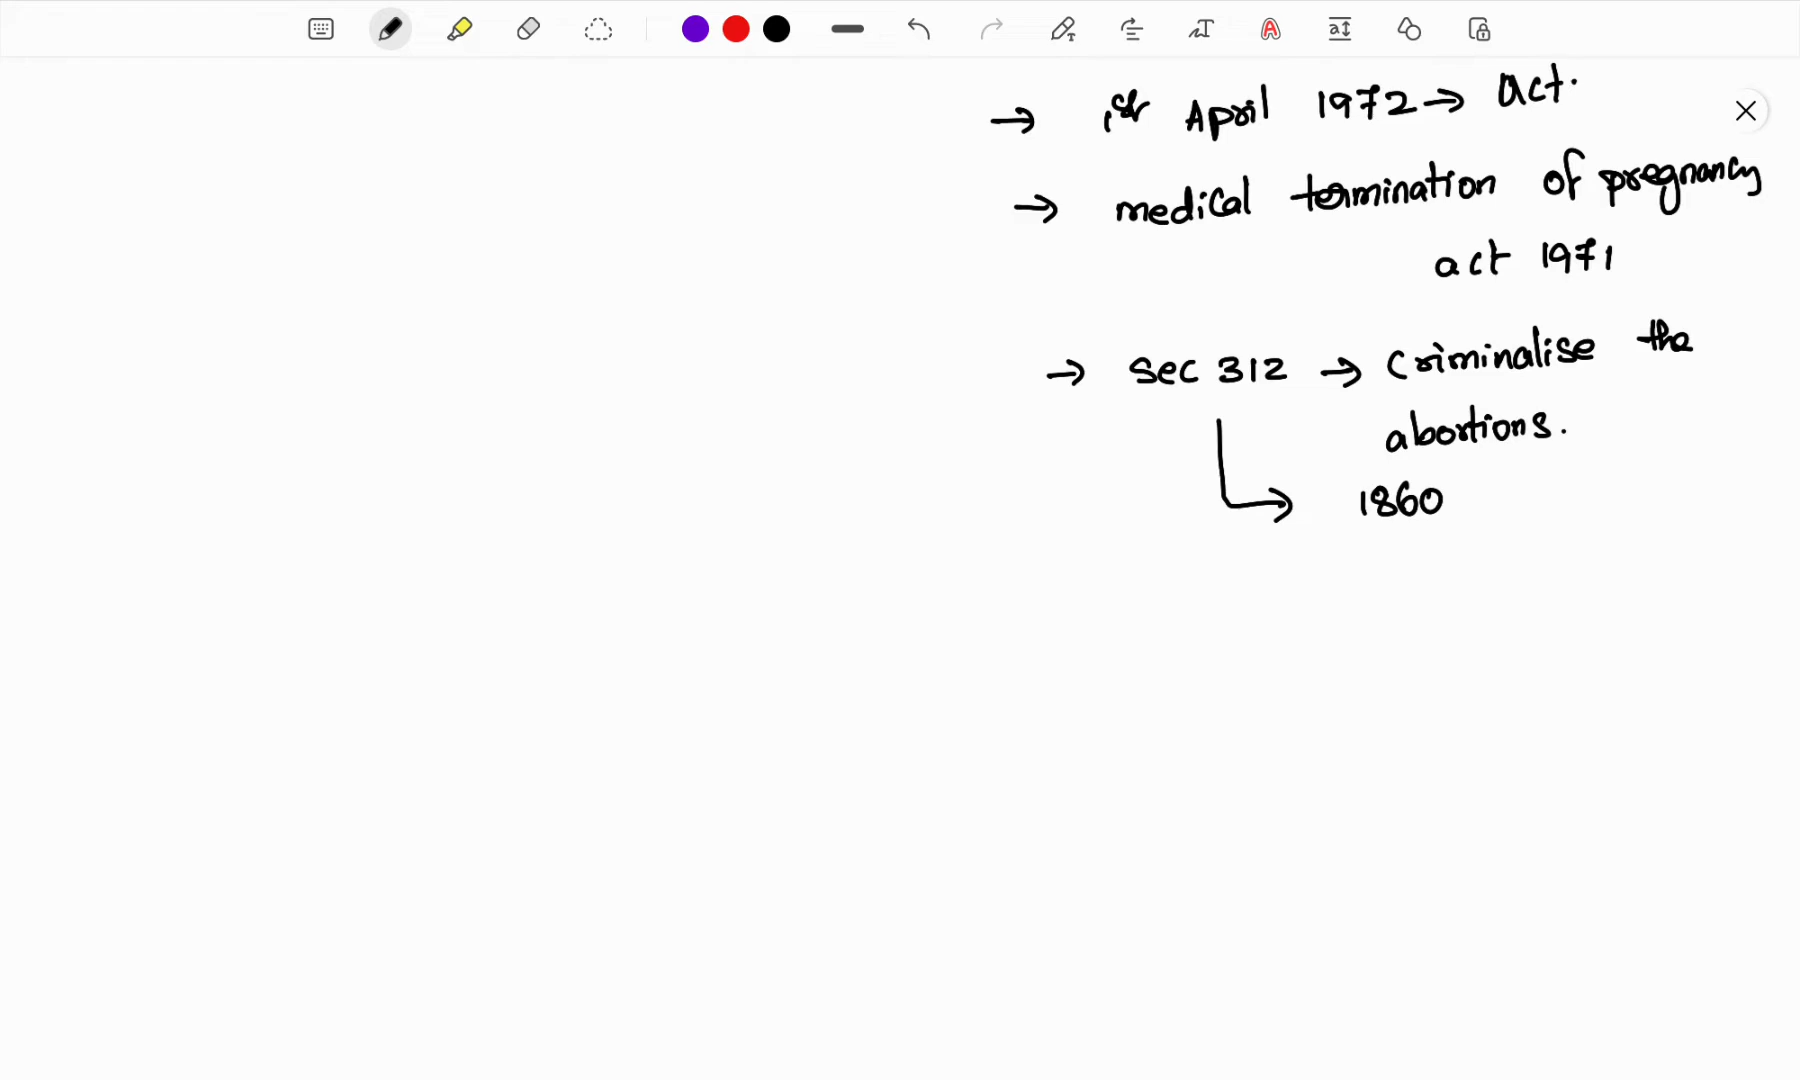 → 1st April 1972 → act.
→ medical termination of pregnancy
act 1971
→ Sec 312 → Criminalise the
abortions.
→ 1860